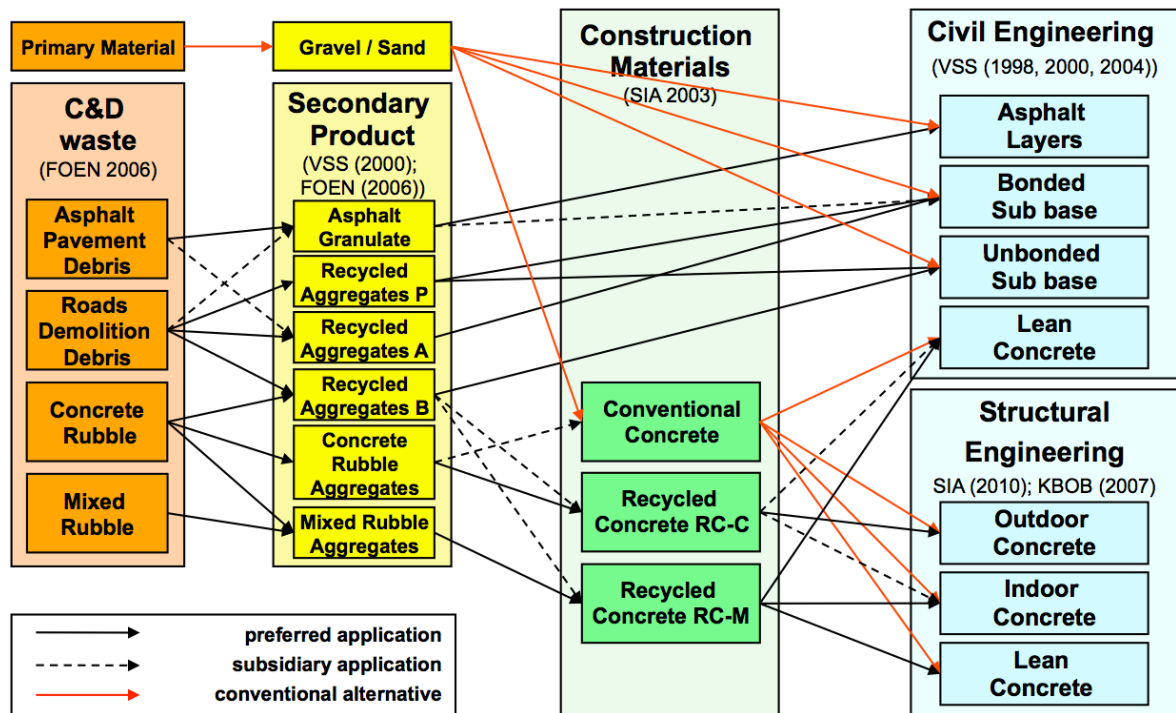 Primary Material
Gravel / Sand
C&D
waste
(FOEN 2006)
Asphalt
Pavement
Debris
Roads
Demolition
Debris
Concrete
Rubble
Mixed
Rubble
Secondary
Product
(VSS (2000);
FOEN (2006))
Asphalt
Granulate
Recycled
Aggregates P
Recycled
Aggregates A
Recycled
Aggregates B
Concrete
Rubble
Aggregates
Mixed Rubble
Aggregates
Construction
Materials
(SIA 2003)
Conventional
Concrete
Recycled
Concrete RC-C
Recycled
Concrete RC-M
Civil Engineering
(VSS (1998, 2000, 2004))
Asphalt
Layers
Bonded
Sub base
Unbonded
Sub base
Lean
Concrete
Structural
Engineering
SIA (2010); KBOB (2007)
Outdoor
Concrete
Indoor
Concrete
Lean
Concrete
preferred application
subsidiary application
conventional alternative